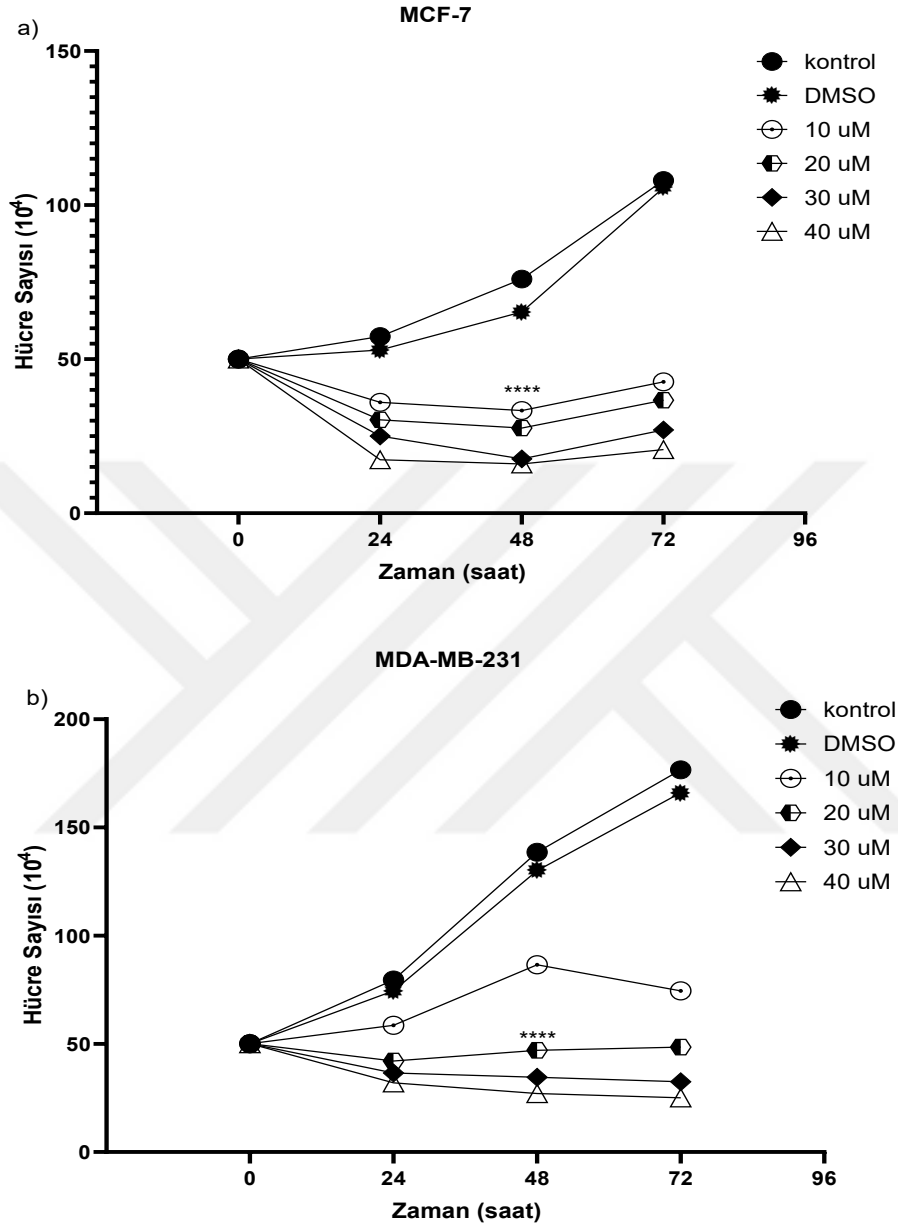 MCF-7
a)
150
100
50
0
0 24 48 72 96
Hücre Sayısı (10⁴)
Zaman (saat)
****
kontrol
DMSO
10 uM
20 uM
30 uM
40 uM
MDA-MB-231
b)
200
150
100
50
0
0 24 48 72 96
Hücre Sayısı (10⁴)
Zaman (saat)
****
kontrol
DMSO
10 uM
20 uM
30 uM
40 uM